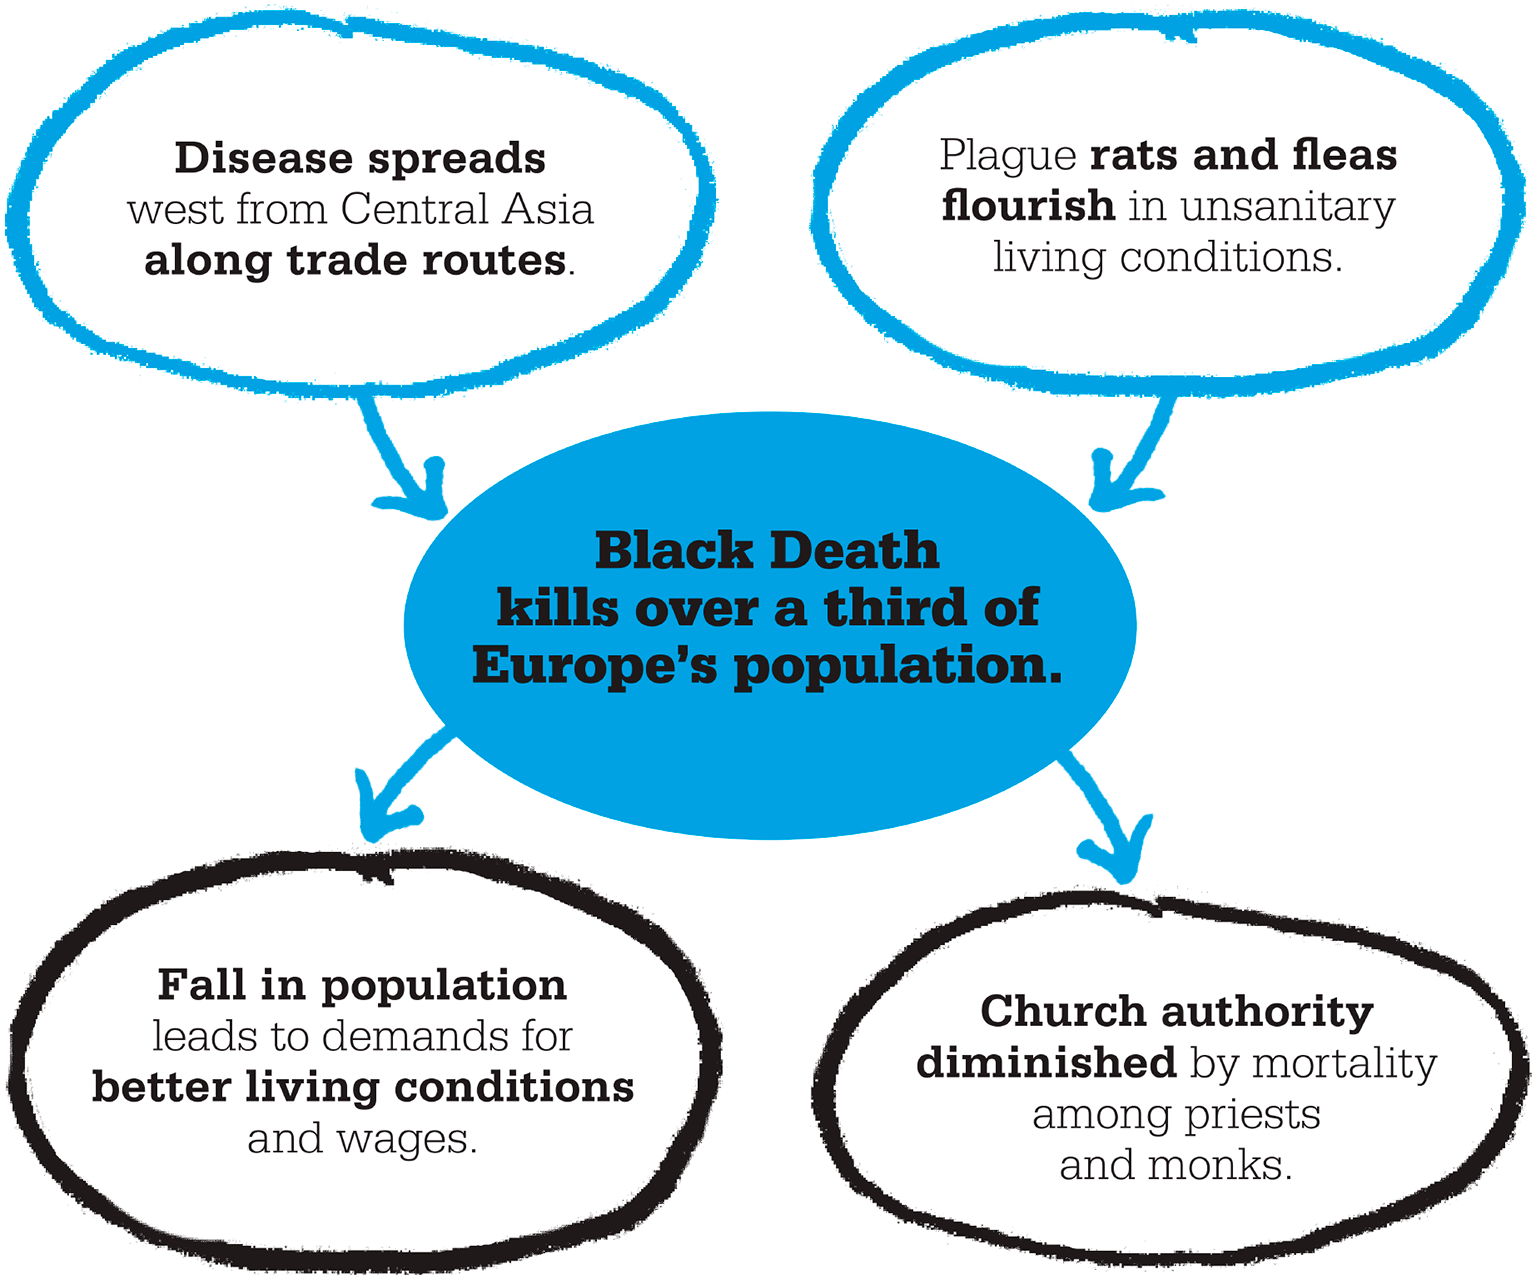 Disease spreads
west from Central Asia
along trade routes.
Plague rats and fleas
flourish in unsanitary
living conditions.
Black Death
kills over a third of
Europe’s population.
Fall in population
leads to demands for
better living conditions
and wages.
Church authority
diminished by mortality
among priests
and monks.